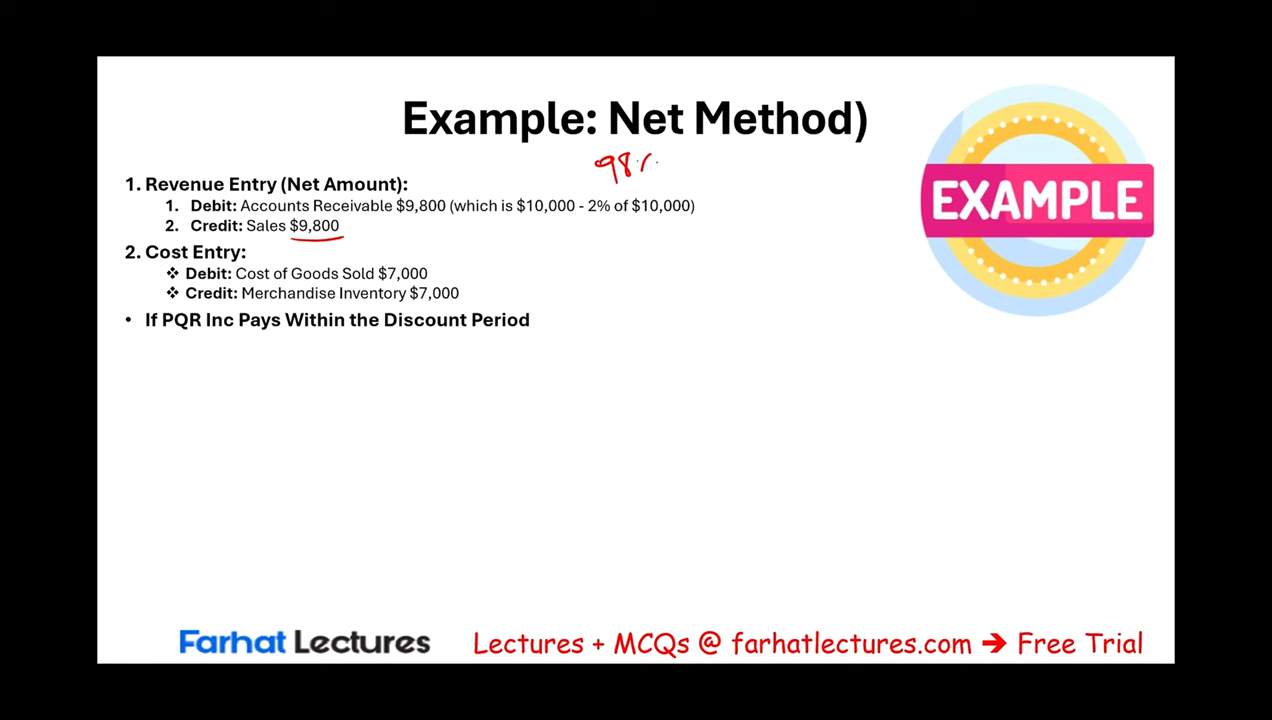 Example: Net Method)
98%
1. Revenue Entry (Net Amount):
1. Debit: Accounts Receivable $9,800 (which is $10,000 - 2% of $10,000)
2. Credit: Sales $9,800
2. Cost Entry:
❖ Debit: Cost of Goods Sold $7,000
❖ Credit: Merchandise Inventory $7,000
• If PQR Inc Pays Within the Discount Period
EXAMPLE
Farhat Lectures
Lectures + MCQs @ farhatlectures.com ➔ Free Trial